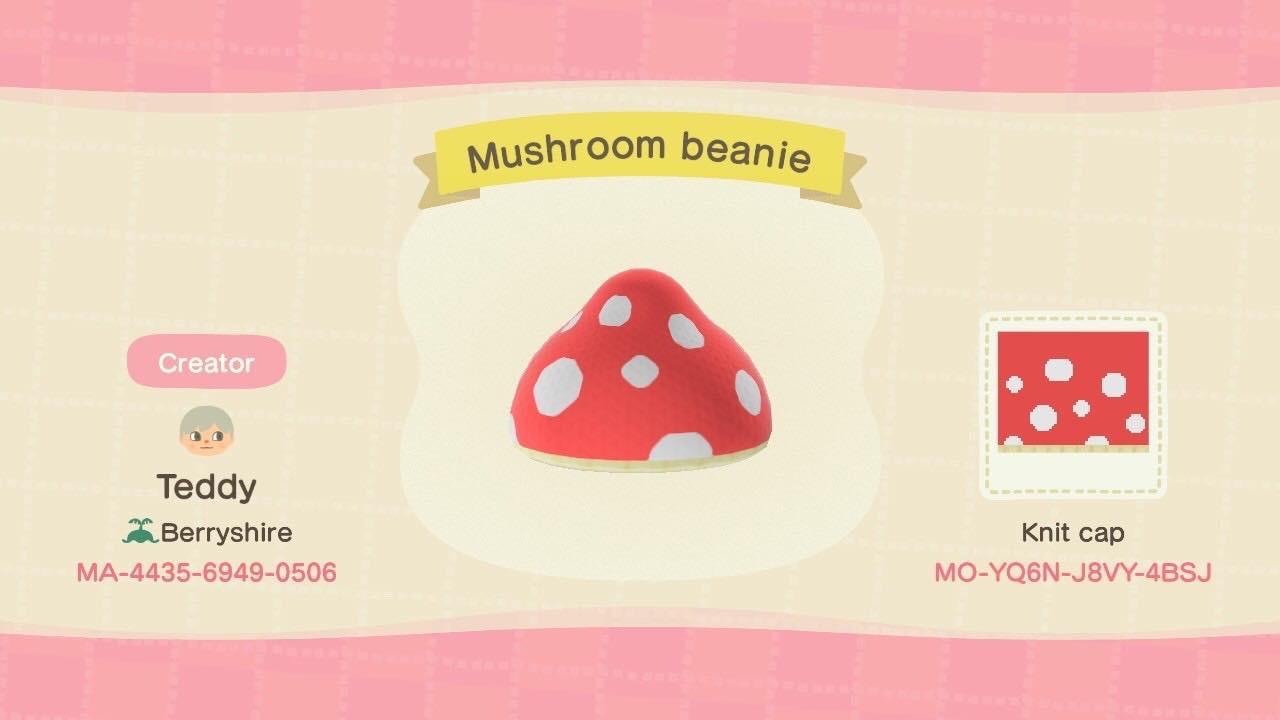 Mushroom beanie
Creator
Teddy
Berryshire
MA-4435-6949-0506
Knit cap
MO-YQ6N-J8VY-4BSJ